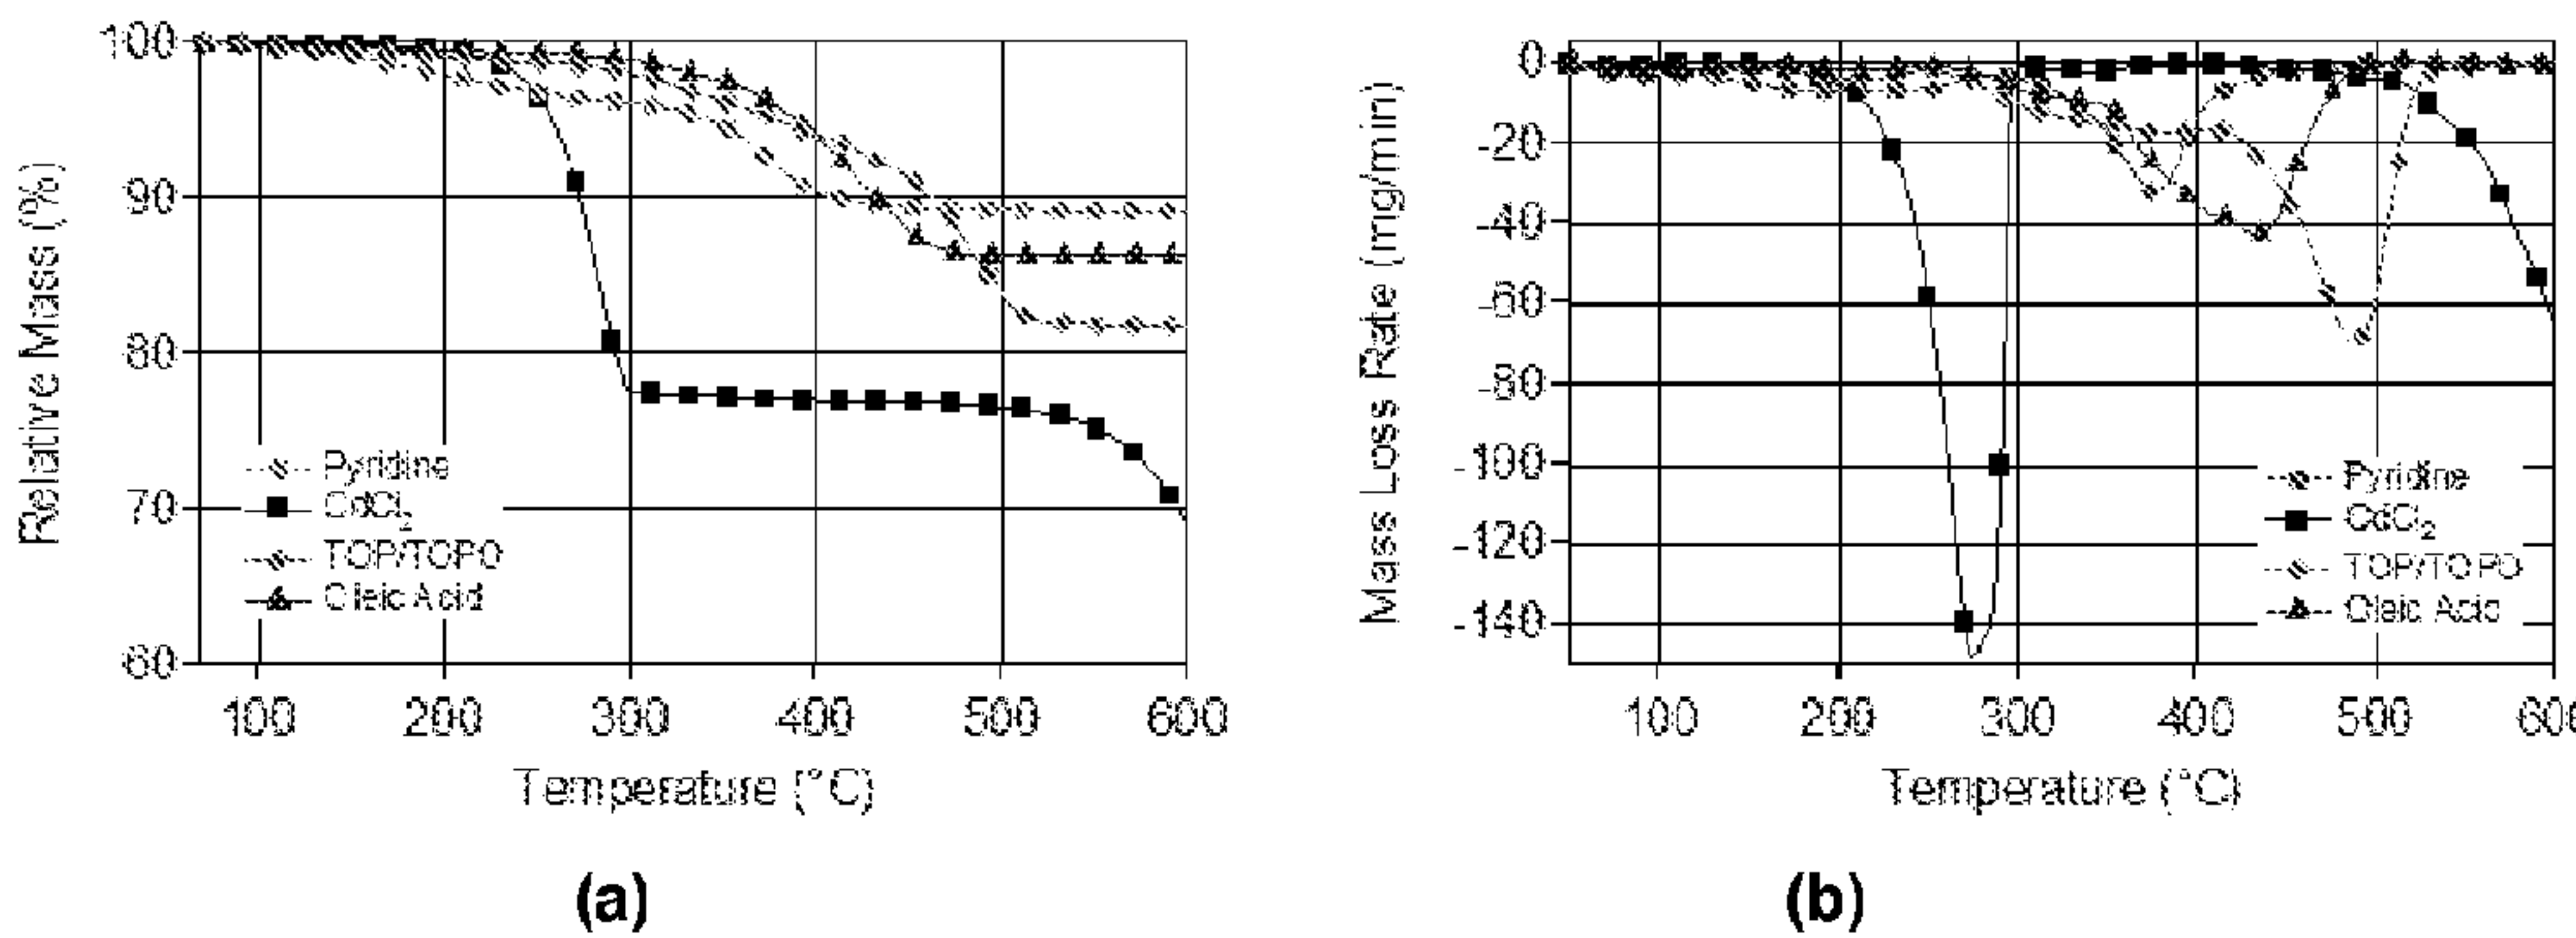 100
90
80
70
60
Relative Mass (%)
Pyridine
CdCl2
TOP/TOPO
Oleic Acid
100 200 300 400 500 600
Temperature (°C)
(a)
0
-20
-40
-60
-80
-100
-120
-140
Mass Loss Rate (mg/min)
Pyridine
CdCl2
TOP/TOPO
Oleic Acid
100 200 300 400 500 600
Temperature (°C)
(b)